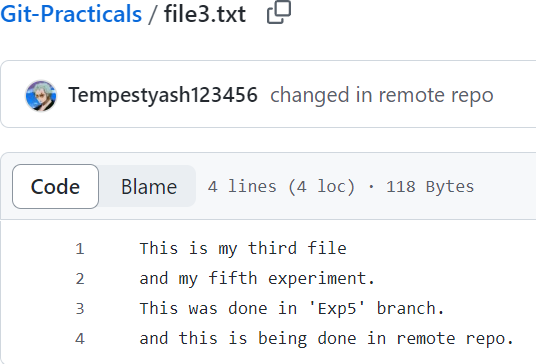 Git-Practicals / file3.txt
Tempestyash123456 changed in remote repo
Code Blame 4 lines (4 loc) · 118 Bytes
1 This is my third file
2 and my fifth experiment.
3 This was done in 'Exp5' branch.
4 and this is being done in remote repo.